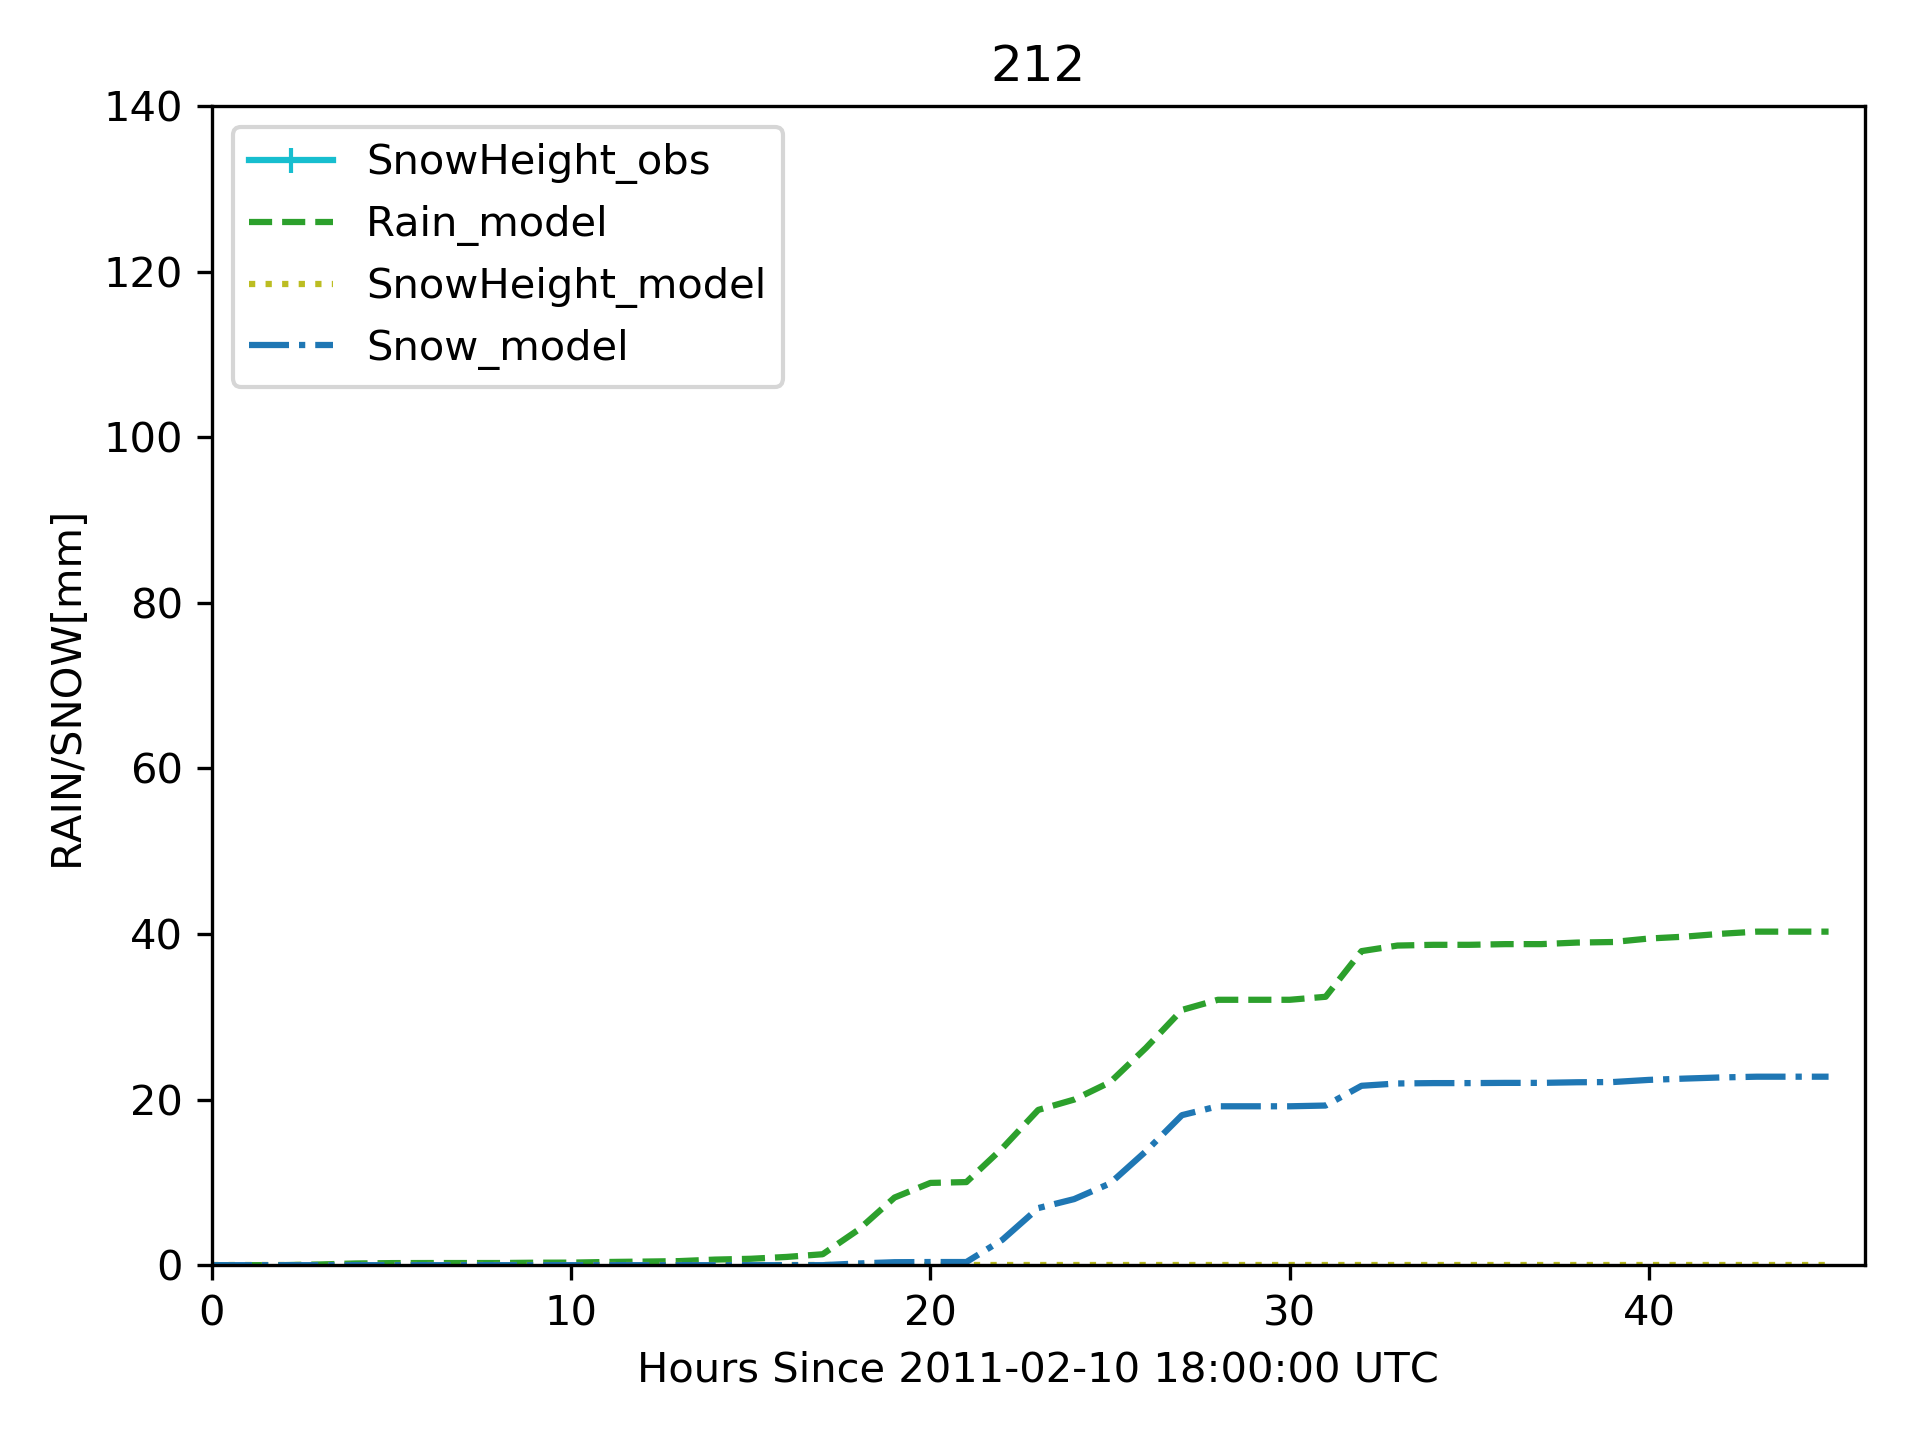 212
140
120
100
80
60
40
20
0
RAIN/SNOW[mm]
SnowHeight_obs
Rain_model
SnowHeight_model
Snow_model
0 10 20 30 40
Hours Since 2011-02-10 18:00:00 UTC